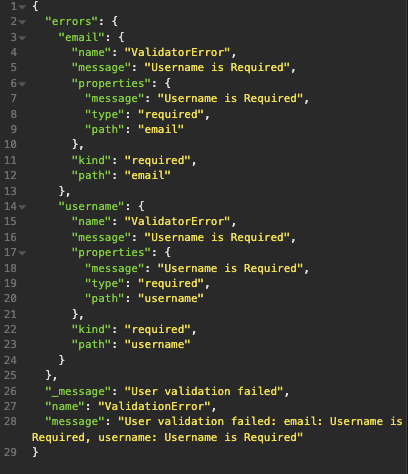 1 {
2 "errors": {
3 "email": {
4 "name": "ValidatorError",
5 "message": "Username is Required",
6 "properties": {
7 "message": "Username is Required",
8 "type": "required",
9 "path": "email"
10 },
11 "kind": "required",
12 "path": "email"
13 },
14 "username": {
15 "name": "ValidatorError",
16 "message": "Username is Required",
17 "properties": {
18 "message": "Username is Required",
19 "type": "required",
20 "path": "username"
21 },
22 "kind": "required",
23 "path": "username"
24 }
25 },
26 "_message": "User validation failed",
27 "name": "ValidationError",
28 "message": "User validation failed: email: Username is
Required, username: Username is Required"
29 }